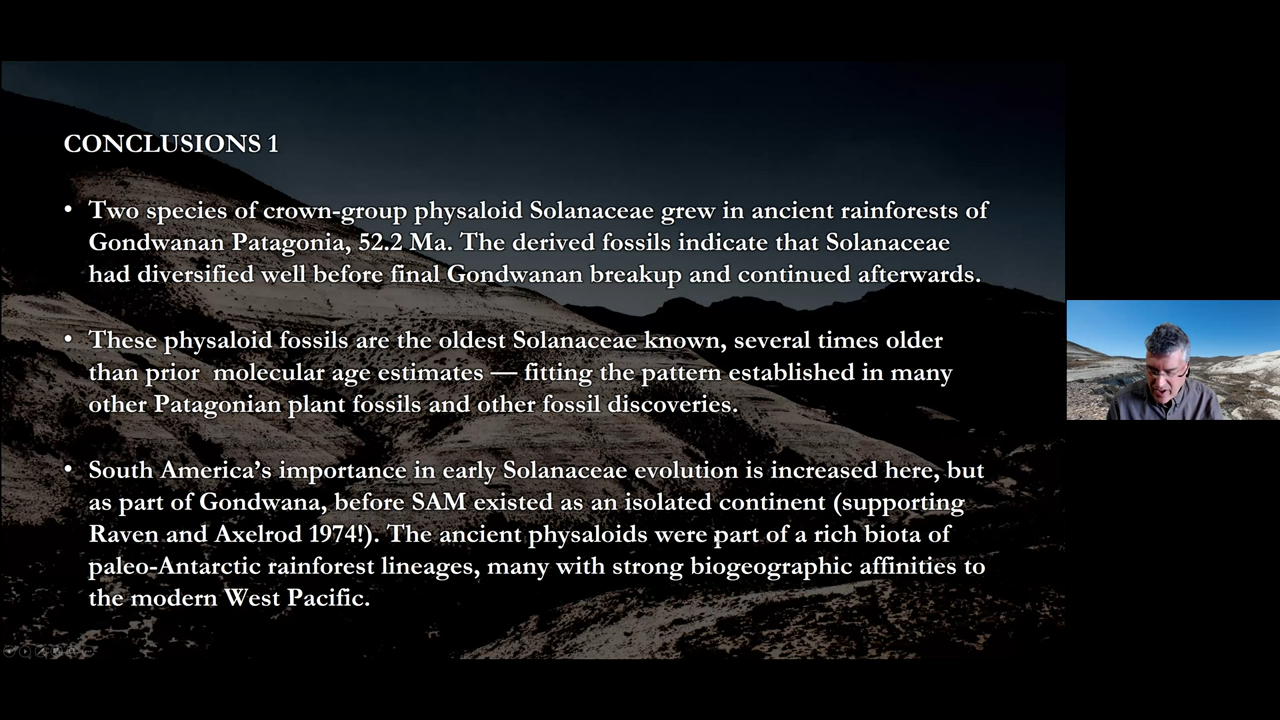 CONCLUSIONS 1
• Two species of crown-group physaloid Solanaceae grew in ancient rainforests of
Gondwanan Patagonia, 52.2 Ma. The derived fossils indicate that Solanaceae
had diversified well before final Gondwanan breakup and continued afterwards.
• These physaloid fossils are the oldest Solanaceae known, several times older
than prior  molecular age estimates — fitting the pattern established in many
other Patagonian plant fossils and other fossil discoveries.
• South America’s importance in early Solanaceae evolution is increased here, but
as part of Gondwana, before SAM existed as an isolated continent (supporting
Raven and Axelrod 1974!). The ancient physaloids were part of a rich biota of
paleo-Antarctic rainforest lineages, many with strong biogeographic affinities to
the modern West Pacific.